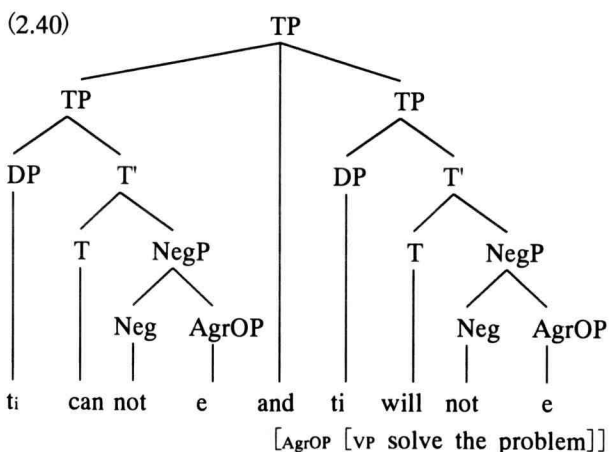 (2.40) TP
TP TP
DP T' DP T'
T NegP T NegP
Neg AgrOP Neg AgrOP
ti can not e and ti will not e
[AgrOP [VP solve the problem]]